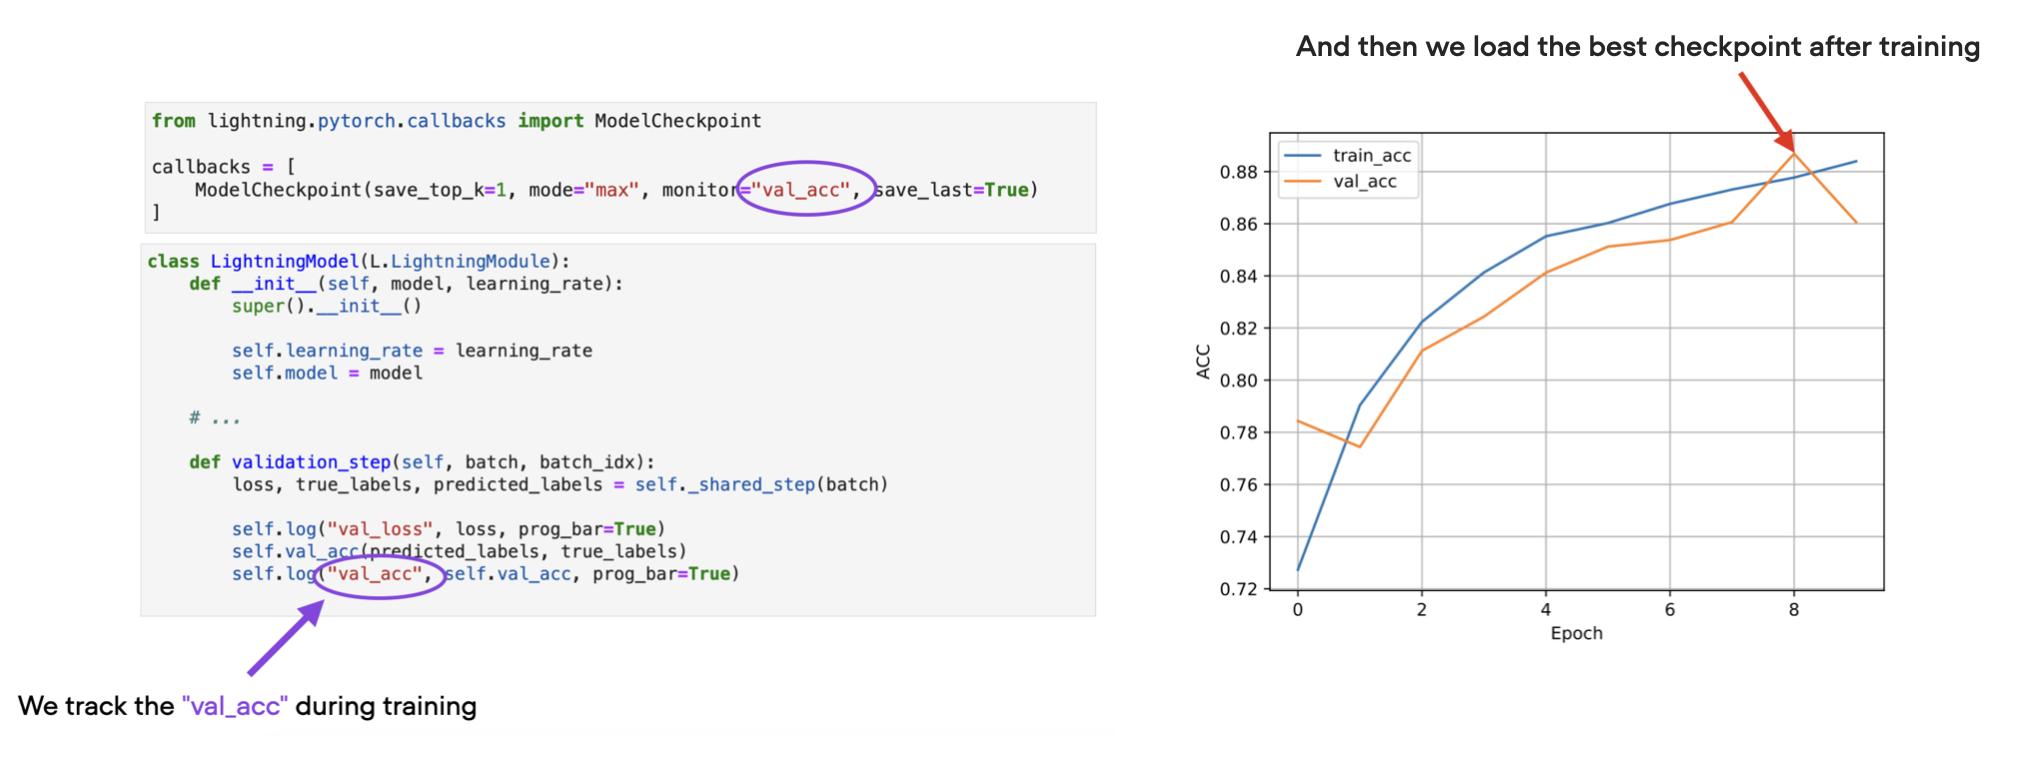 And then we load the best checkpoint after training
from lightning.pytorch.callbacks import ModelCheckpoint
callbacks = [
    ModelCheckpoint(save_top_k=1, mode="max", monitor="val_acc", save_last=True)
]
class LightningModel(L.LightningModule):
    def __init__(self, model, learning_rate):
        super().__init__()
        self.learning_rate = learning_rate
        self.model = model
    # ...
    def validation_step(self, batch, batch_idx):
        loss, true_labels, predicted_labels = self._shared_step(batch)
        self.log("val_loss", loss, prog_bar=True)
        self.val_acc(predicted_labels, true_labels)
        self.log("val_acc", self.val_acc, prog_bar=True)
We track the "val_acc" during training
train_acc
val_acc
0.88
0.86
0.84
0.82
0.80
0.78
0.76
0.74
0.72
ACC
0 2 4 6 8
Epoch